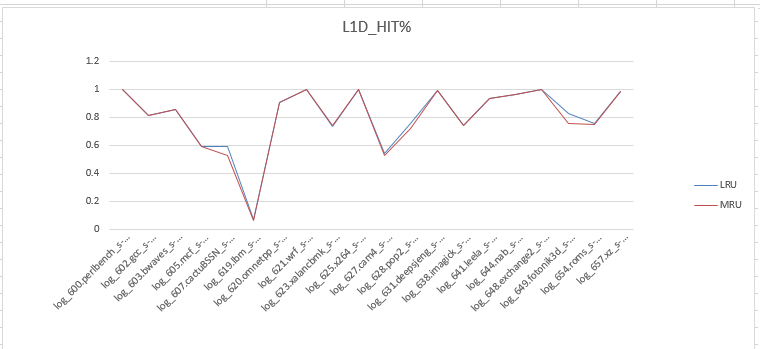 L1D_HIT%
1.2
1
0.8
0.6
0.4
0.2
0
log_600.perlbench_s-...
log_602.gcc_s-...
log_603.bwaves_s-...
log_605.mcf_s-...
log_607.cactuBSSN_s-...
log_619.lbm_s-...
log_620.omnetpp_s-...
log_621.wrf_s-...
log_623.xalancbmk_s-...
log_625.x264_s-...
log_627.cam4_s-...
log_628.pop2_s-...
log_631.deepsjeng_s-...
log_638.imagick_s-...
log_641.leela_s-...
log_644.nab_s-...
log_648.exchange2_s-...
log_649.fotonik3d_s-...
log_654.roms_s-...
log_657.xz_s-...
LRU
MRU